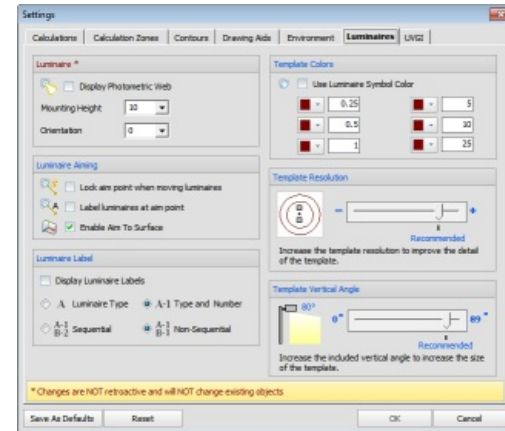 Settings
Calculations Calculation Zones Contours Drawing Aids Environment Luminaires UVGI
Luminaire *
Display Photometric Web
Mounting Height 10
Orientation 0
Luminaire Aiming
Lock aim point when moving luminaires
Label luminaires at aim point
Enable Aim To Surface
Luminaire Label
Display Luminaire Labels
A Luminaire Type A-1 Type and Number
A-1
B-2 Sequential A-1
B-1 Non-Sequential
Template Colors
Use Luminaire Symbol Color
0.25 5
0.5 10
1 25
Template Resolution
- +
Recommended
Increase the template resolution to improve the detail
of the template.
Template Vertical Angle
80°
0° 89°
Recommended
Increase the included vertical angle to increase the size
of the template.
* Changes are NOT retroactive and will NOT change existing objects
Save As Defaults Reset OK Cancel